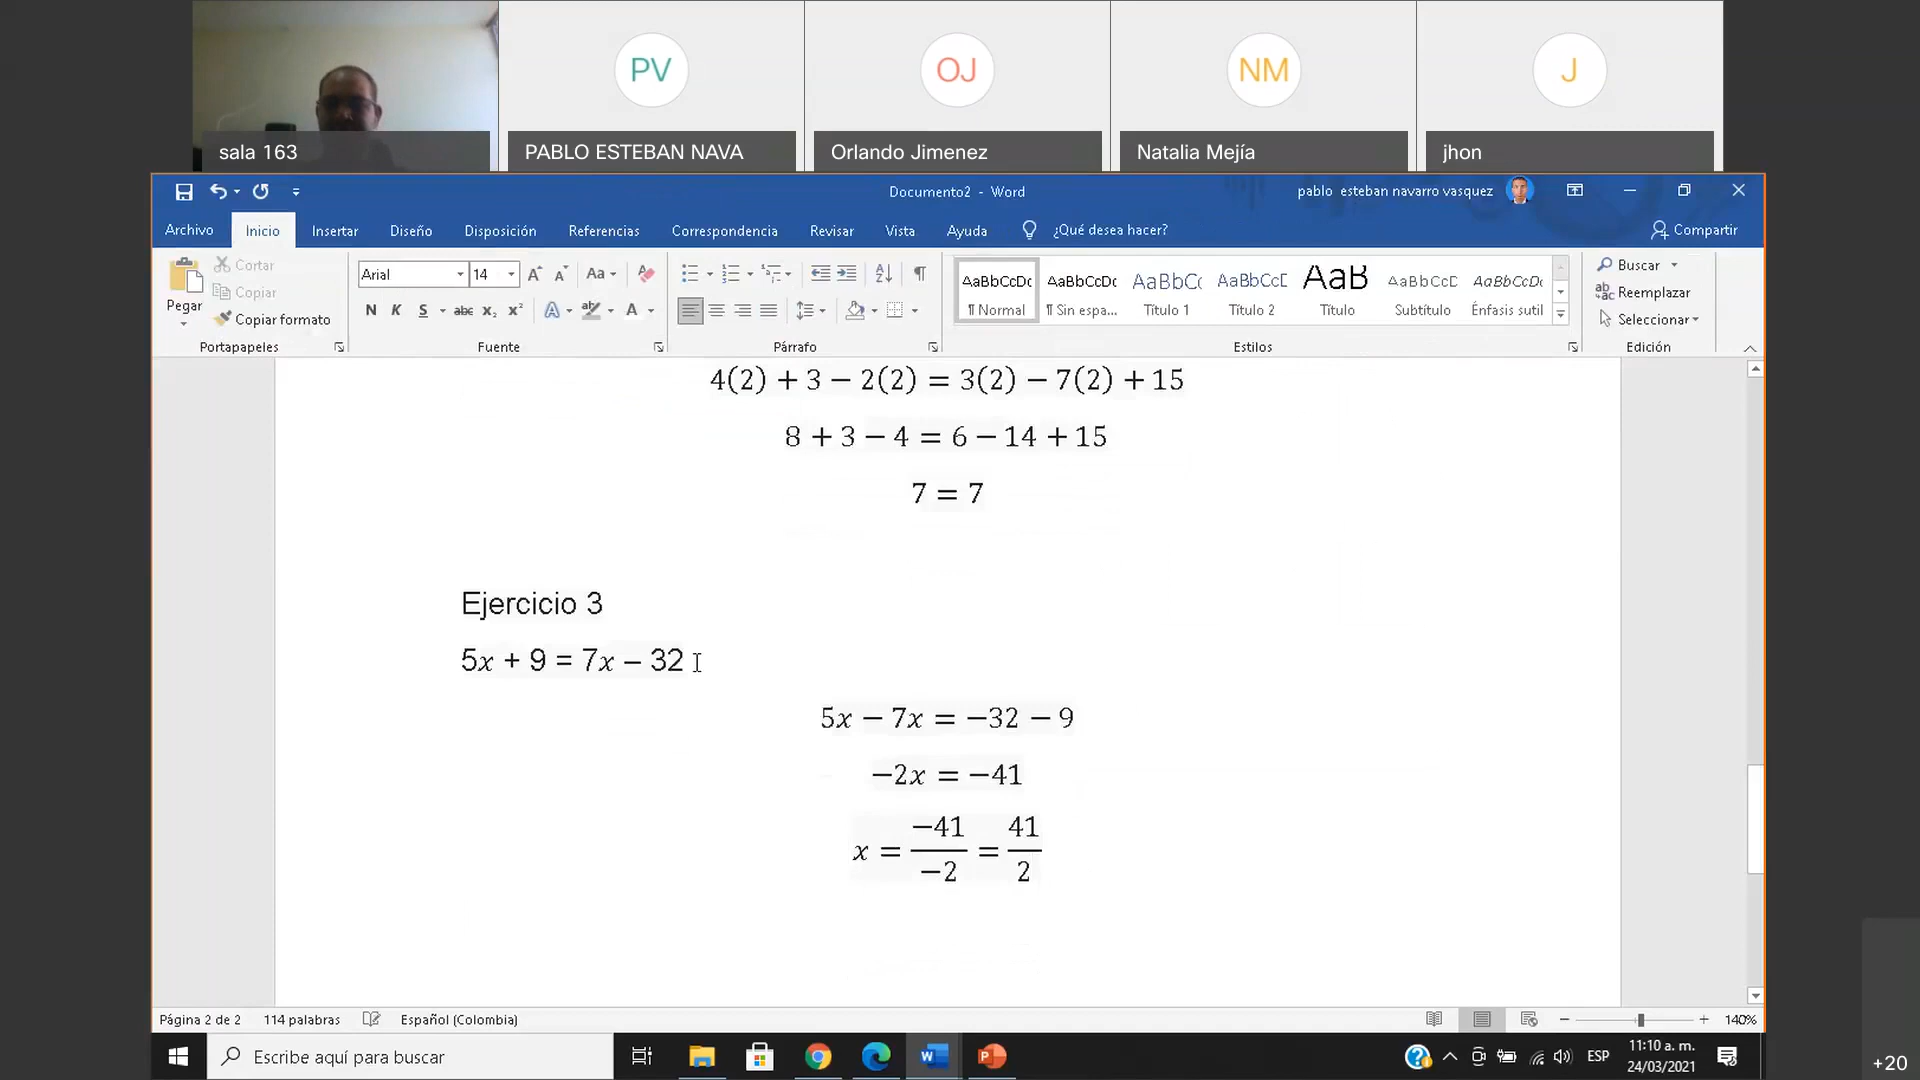 PV
OJ
NM
J
sala 163
PABLO ESTEBAN NAVA
Orlando Jimenez
Natalia Mejía
jhon
Documento2 - Word
pablo esteban navarro vasquez
Archivo Inicio Insertar Diseño Disposición Referencias Correspondencia Revisar Vista Ayuda ¿Qué desea hacer? Compartir
Pegar
Cortar
Copiar
Copiar formato
Portapapeles
Arial 14
Aa
N K S abc x₂ x² A ab A
Fuente
Párrafo
AaBbCcDc AaBbCcDc AaBbCc AaBbCcD AaB AaBbCcD AaBbCcDc
¶ Normal ¶ Sin espa... Título 1 Título 2 Título Subtítulo Énfasis sutil
Estilos
Buscar
Reemplazar
Seleccionar
Edición
4(2) + 3 − 2(2) = 3(2) − 7(2) + 15
8 + 3 − 4 = 6 − 14 + 15
7 = 7
Ejercicio 3
5x + 9 = 7x – 32
5x − 7x = −32 − 9
−2x = −41
x = −41/−2 = 41/2
Página 2 de 2 114 palabras Español (Colombia) 140%
Escribe aquí para buscar
ESP
11:10 a. m.
24/03/2021
+20